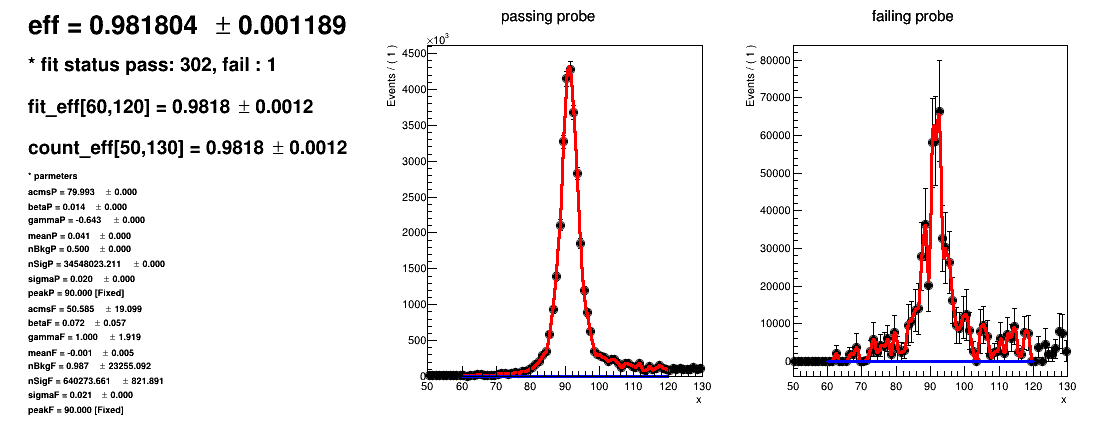 eff = 0.981804 ± 0.001189
* fit status pass: 302, fail : 1
fit_eff[60,120] = 0.9818 ± 0.0012
count_eff[50,130] = 0.9818 ± 0.0012
* parmeters
acmsP = 79.993 ± 0.000
betaP = 0.014 ± 0.000
gammaP = -0.643 ± 0.000
meanP = 0.041 ± 0.000
nBkgP = 0.500 ± 0.000
nSigP = 34548023.211 ± 0.000
sigmaP = 0.020 ± 0.000
peakP = 90.000 [Fixed]
acmsF = 50.585 ± 19.099
betaF = 0.072 ± 0.057
gammaF = 1.000 ± 1.919
meanF = -0.001 ± 0.005
nBkgF = 0.987 ± 23255.092
nSigF = 640273.661 ± 821.891
sigmaF = 0.021 ± 0.000
peakF = 90.000 [Fixed]
passing probe
×10³
Events / ( 1 )
4500
4000
3500
3000
2500
2000
1500
1000
500
0
50 60 70 80 90 100 110 120 130
x
failing probe
Events / ( 1 )
80000
70000
60000
50000
40000
30000
20000
10000
0
50 60 70 80 90 100 110 120 130
x